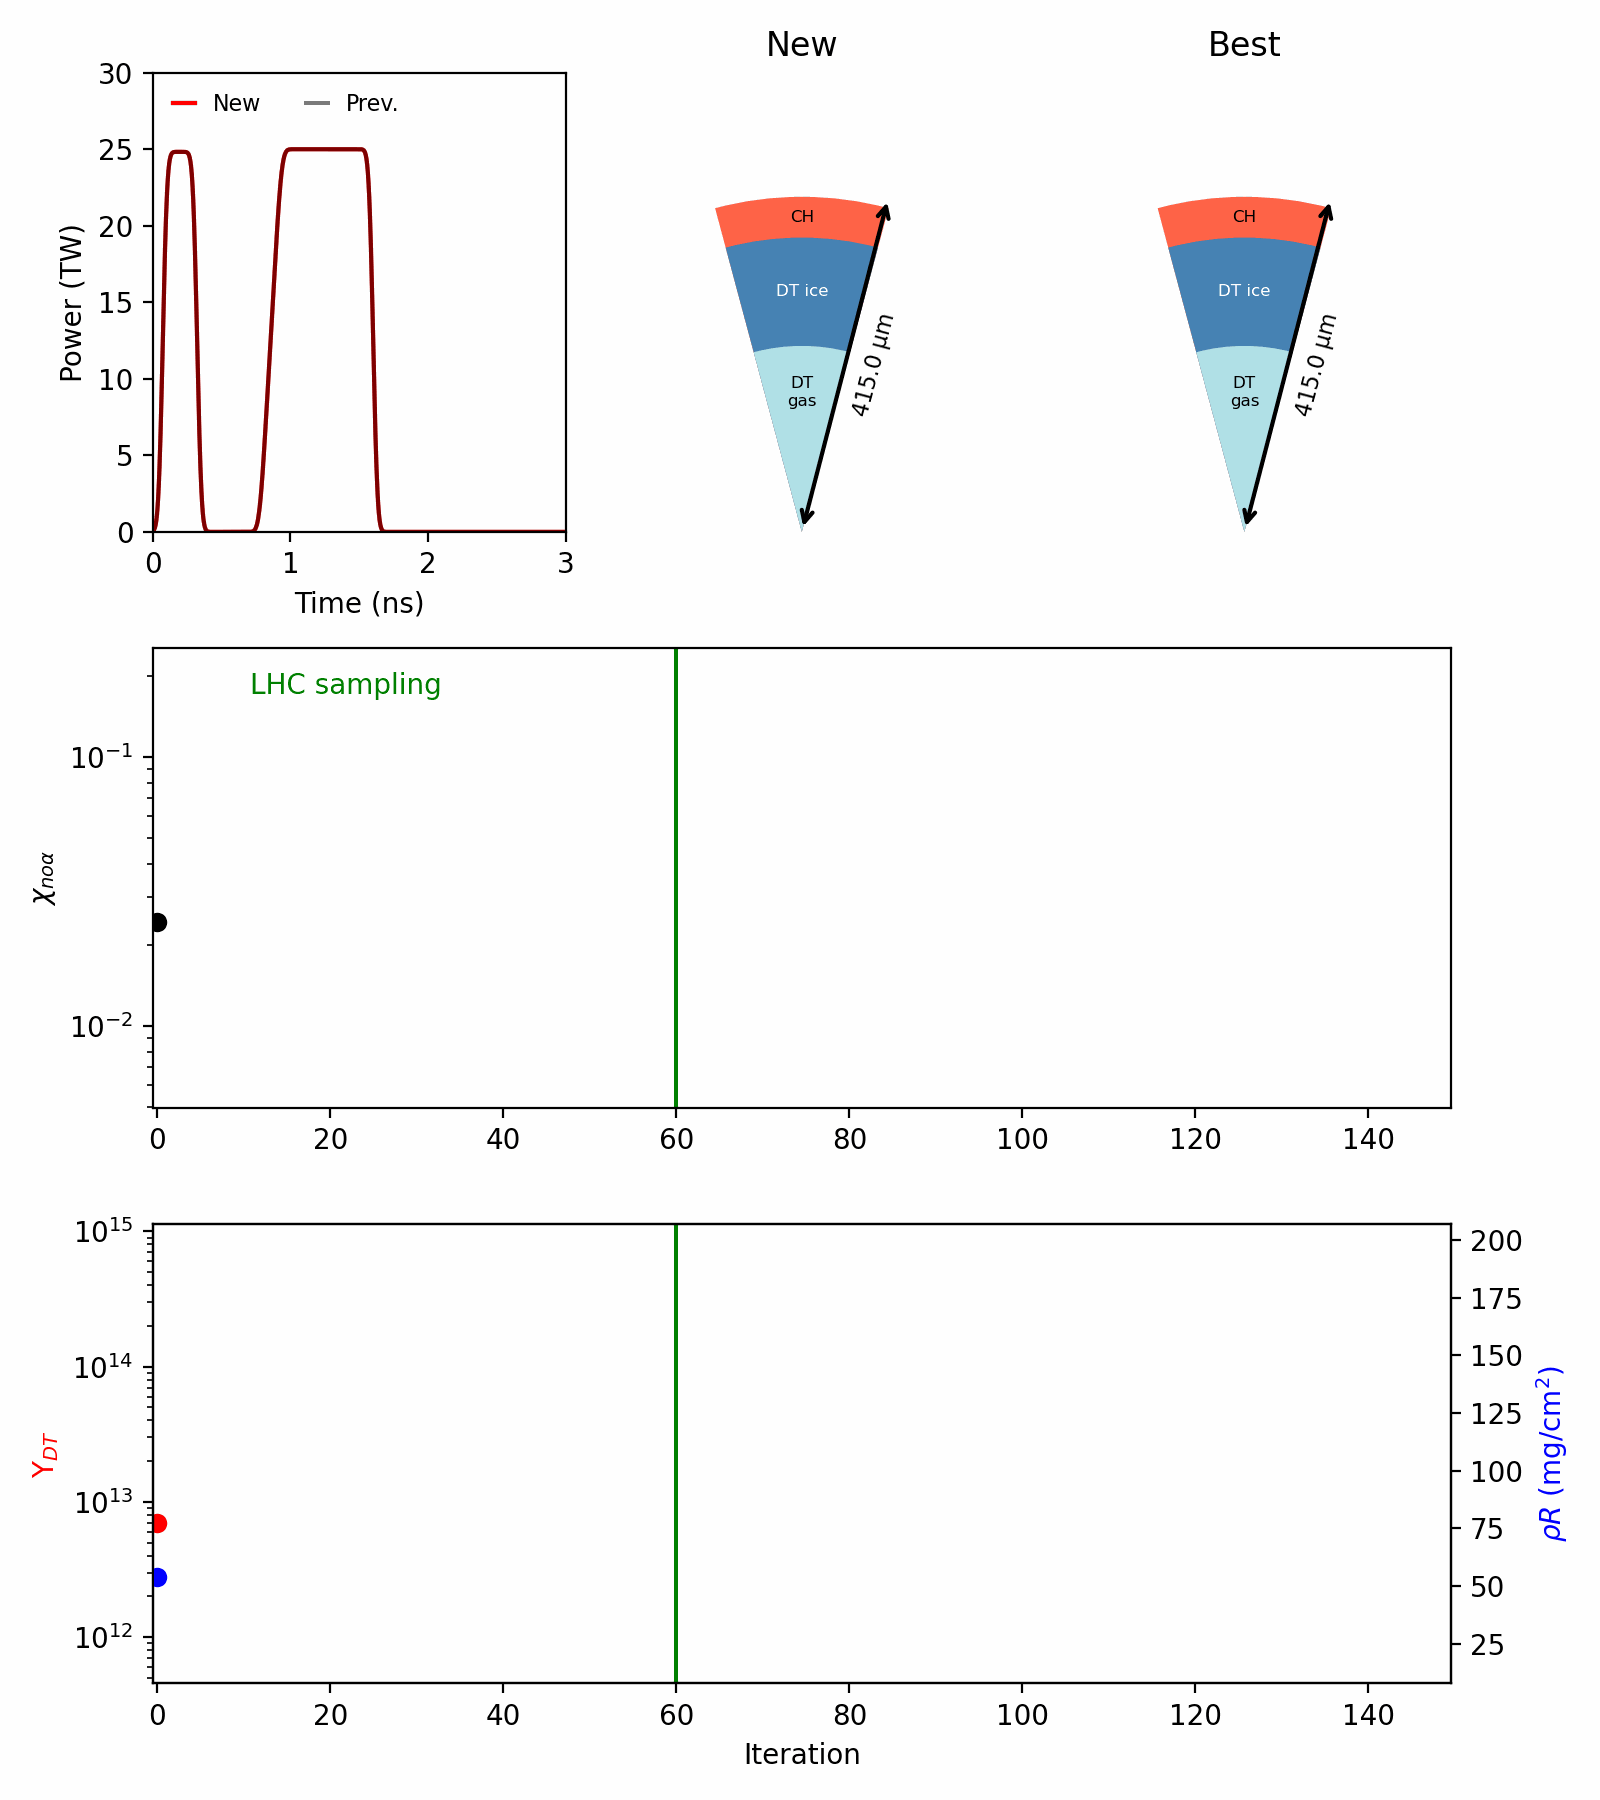 New
Best
30
25
20
15
10
5
0
Power (TW)
New
Prev.
0
1
2
3
Time (ns)
CH
DT ice
DT
gas
415.0 μm
CH
DT ice
DT
gas
415.0 μm
LHC sampling
10⁻¹
10⁻²
χ_noα
0
20
40
60
80
100
120
140
10¹⁵
10¹⁴
10¹³
10¹²
Y_DT
200
175
150
125
100
75
50
25
ρR (mg/cm²)
0
20
40
60
80
100
120
140
Iteration